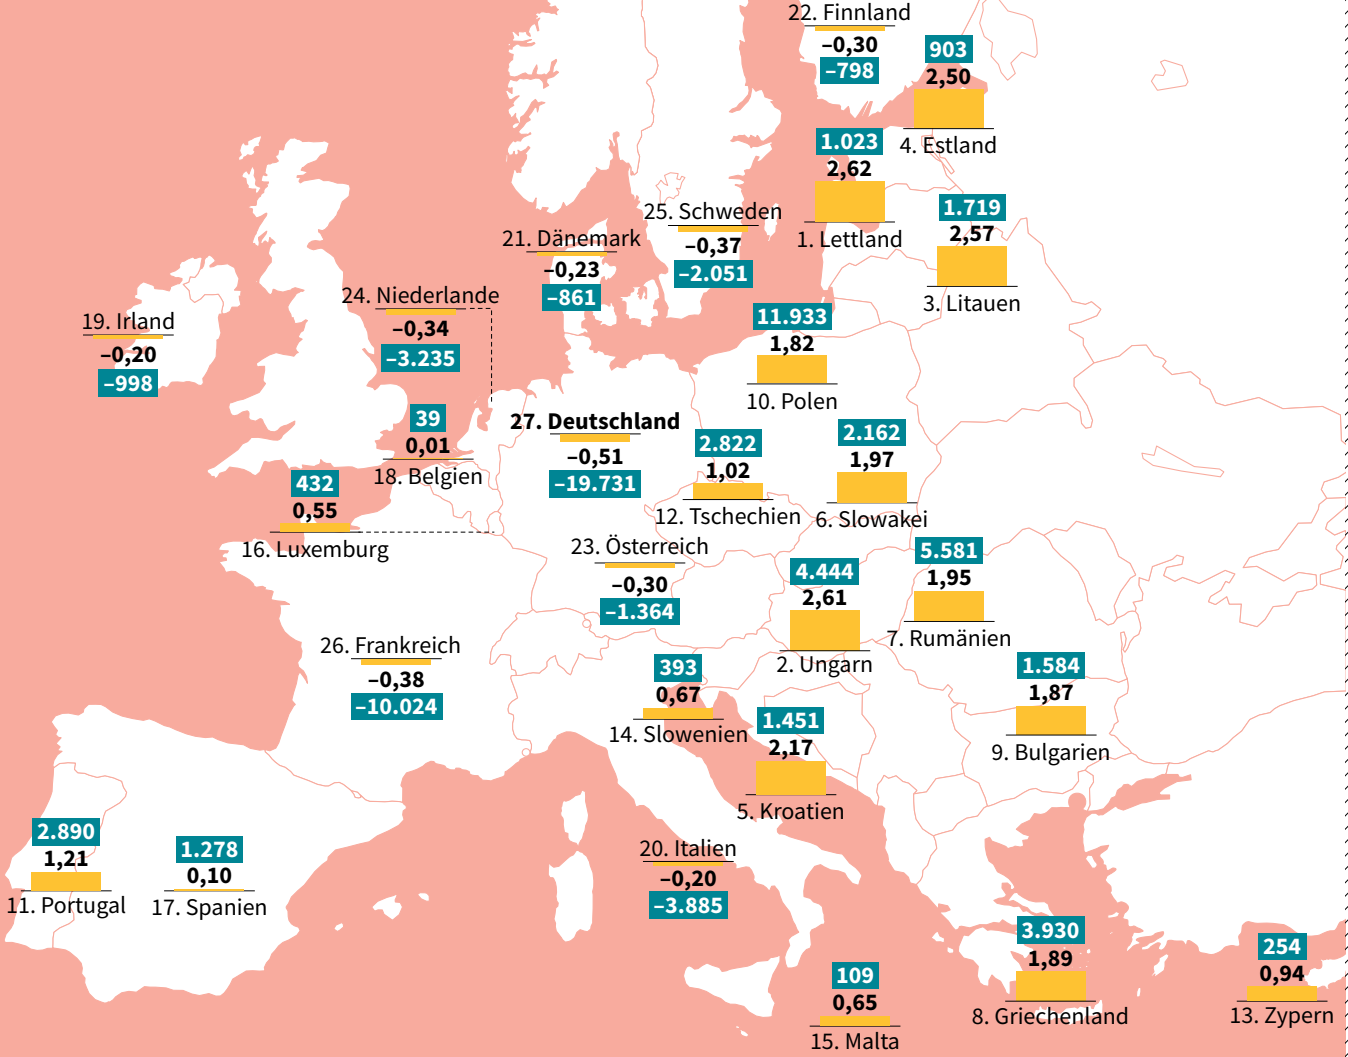 22. Finnland
–0,30
–798
903
2,50
4. Estland
1.023
2,62
1. Lettland
1.719
2,57
3. Litauen
25. Schweden
–0,37
–2.051
21. Dänemark
–0,23
–861
24. Niederlande
–0,34
–3.235
19. Irland
–0,20
–998
11.933
1,82
10. Polen
39
0,01
18. Belgien
27. Deutschland
–0,51
–19.731
2.822
1,02
12. Tschechien
2.162
1,97
6. Slowakei
432
0,55
16. Luxemburg
23. Österreich
–0,30
–1.364
4.444
2,61
2. Ungarn
5.581
1,95
7. Rumänien
26. Frankreich
–0,38
–10.024
393
0,67
14. Slowenien
1.451
2,17
5. Kroatien
1.584
1,87
9. Bulgarien
2.890
1,21
11. Portugal
1.278
0,10
17. Spanien
20. Italien
–0,20
–3.885
109
0,65
15. Malta
3.930
1,89
8. Griechenland
254
0,94
13. Zypern